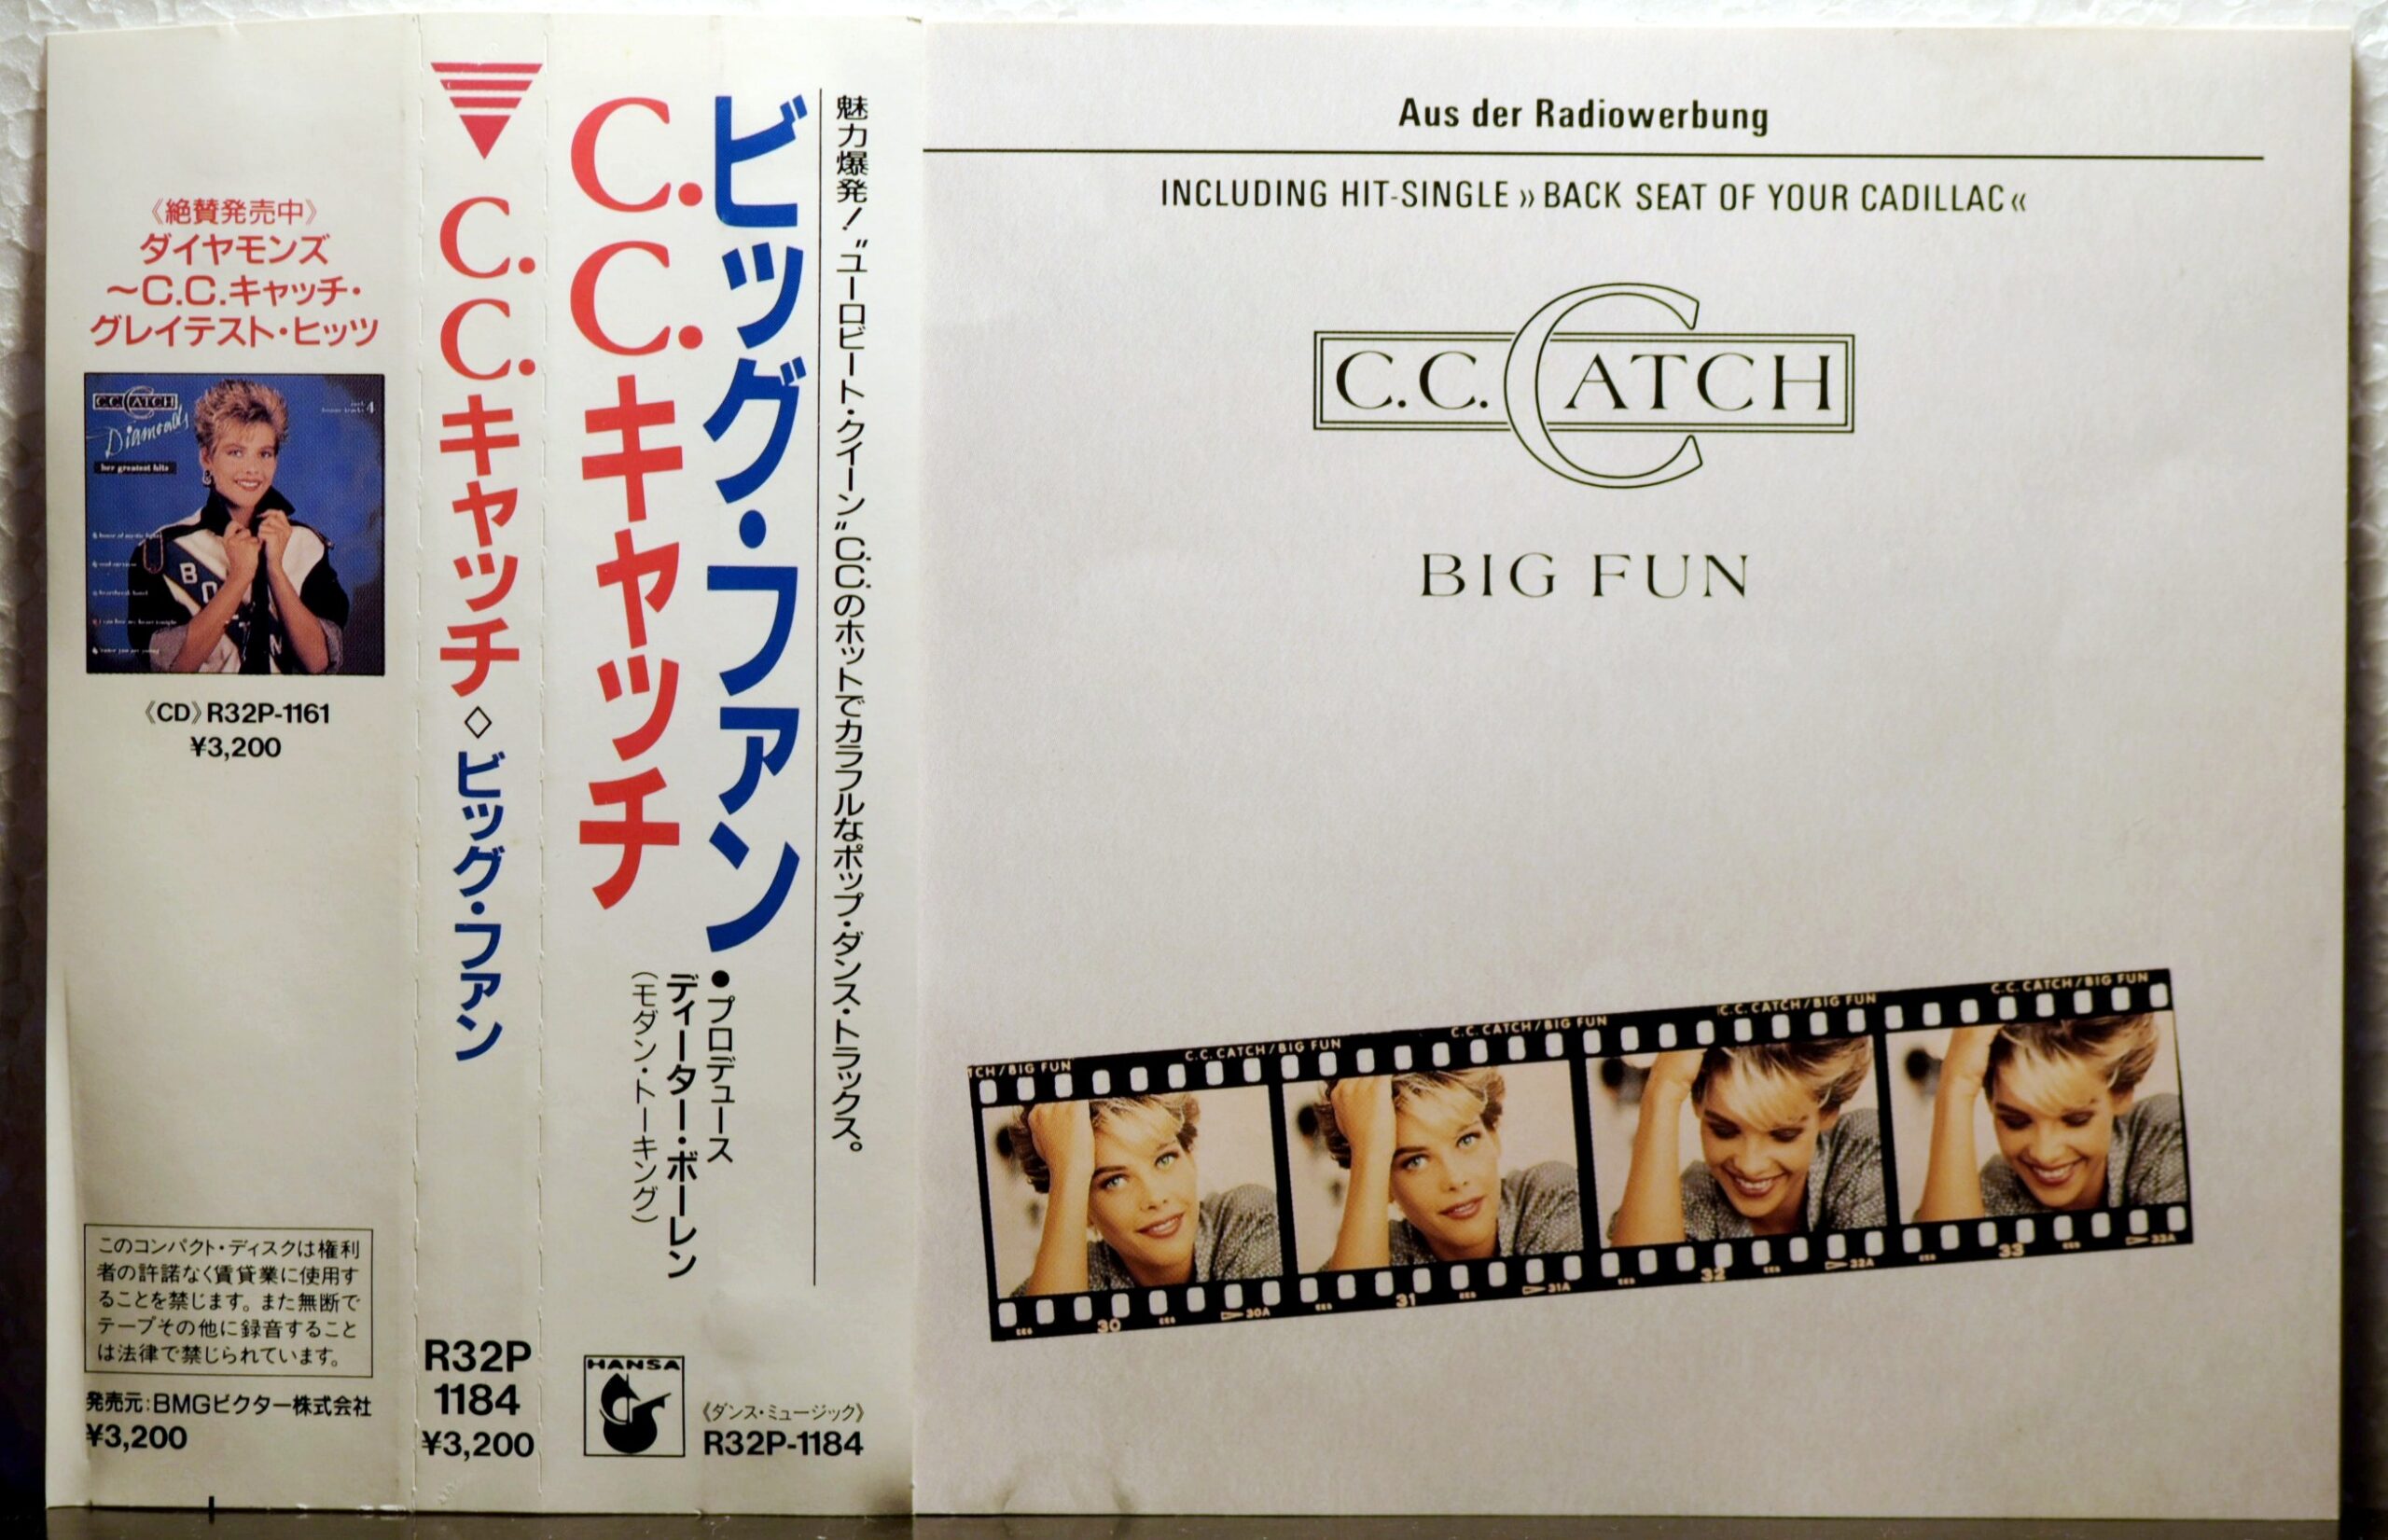 《絶賛発売中》
ダイヤモンズ
〜C.C.キャッチ・
グレイテスト・ヒッツ
C.C.CATCH
Diamonds
her greatest hits
《CD》R32P-1161
¥3,200
このコンパクト・ディスクは権利
者の許諾なく賃貸業に使用す
ることを禁じます。また無断で
テープその他に録音すること
は法律で禁じられています。
発売元:BMGビクター株式会社
¥3,200
C.C.キャッチ◇ビッグ・ファン
R32P
1184
¥3,200
魅力爆発!〝ユーロビート・クイーン〟C.C.のホットでカラフルなポップ・ダンス・トラックス。
ビッグ・ファン
C.C.キャッチ
●プロデュース
ディーター・ボーレン
(モダン・トーキング)
HANSA
《ダンス・ミュージック》
R32P-1184
Aus der Radiowerbung
INCLUDING HIT-SINGLE »BACK SEAT OF YOUR CADILLAC«
C.C. CATCH
BIG FUN
TCH/BIG FUN C.C. CATCH/BIG FUN C.C. CATCH/BIG FUN C.C. CATCH/BIG FUN C.C. CATCH/BIG FUN
30 30A 31 31A 32 32A 33 33A